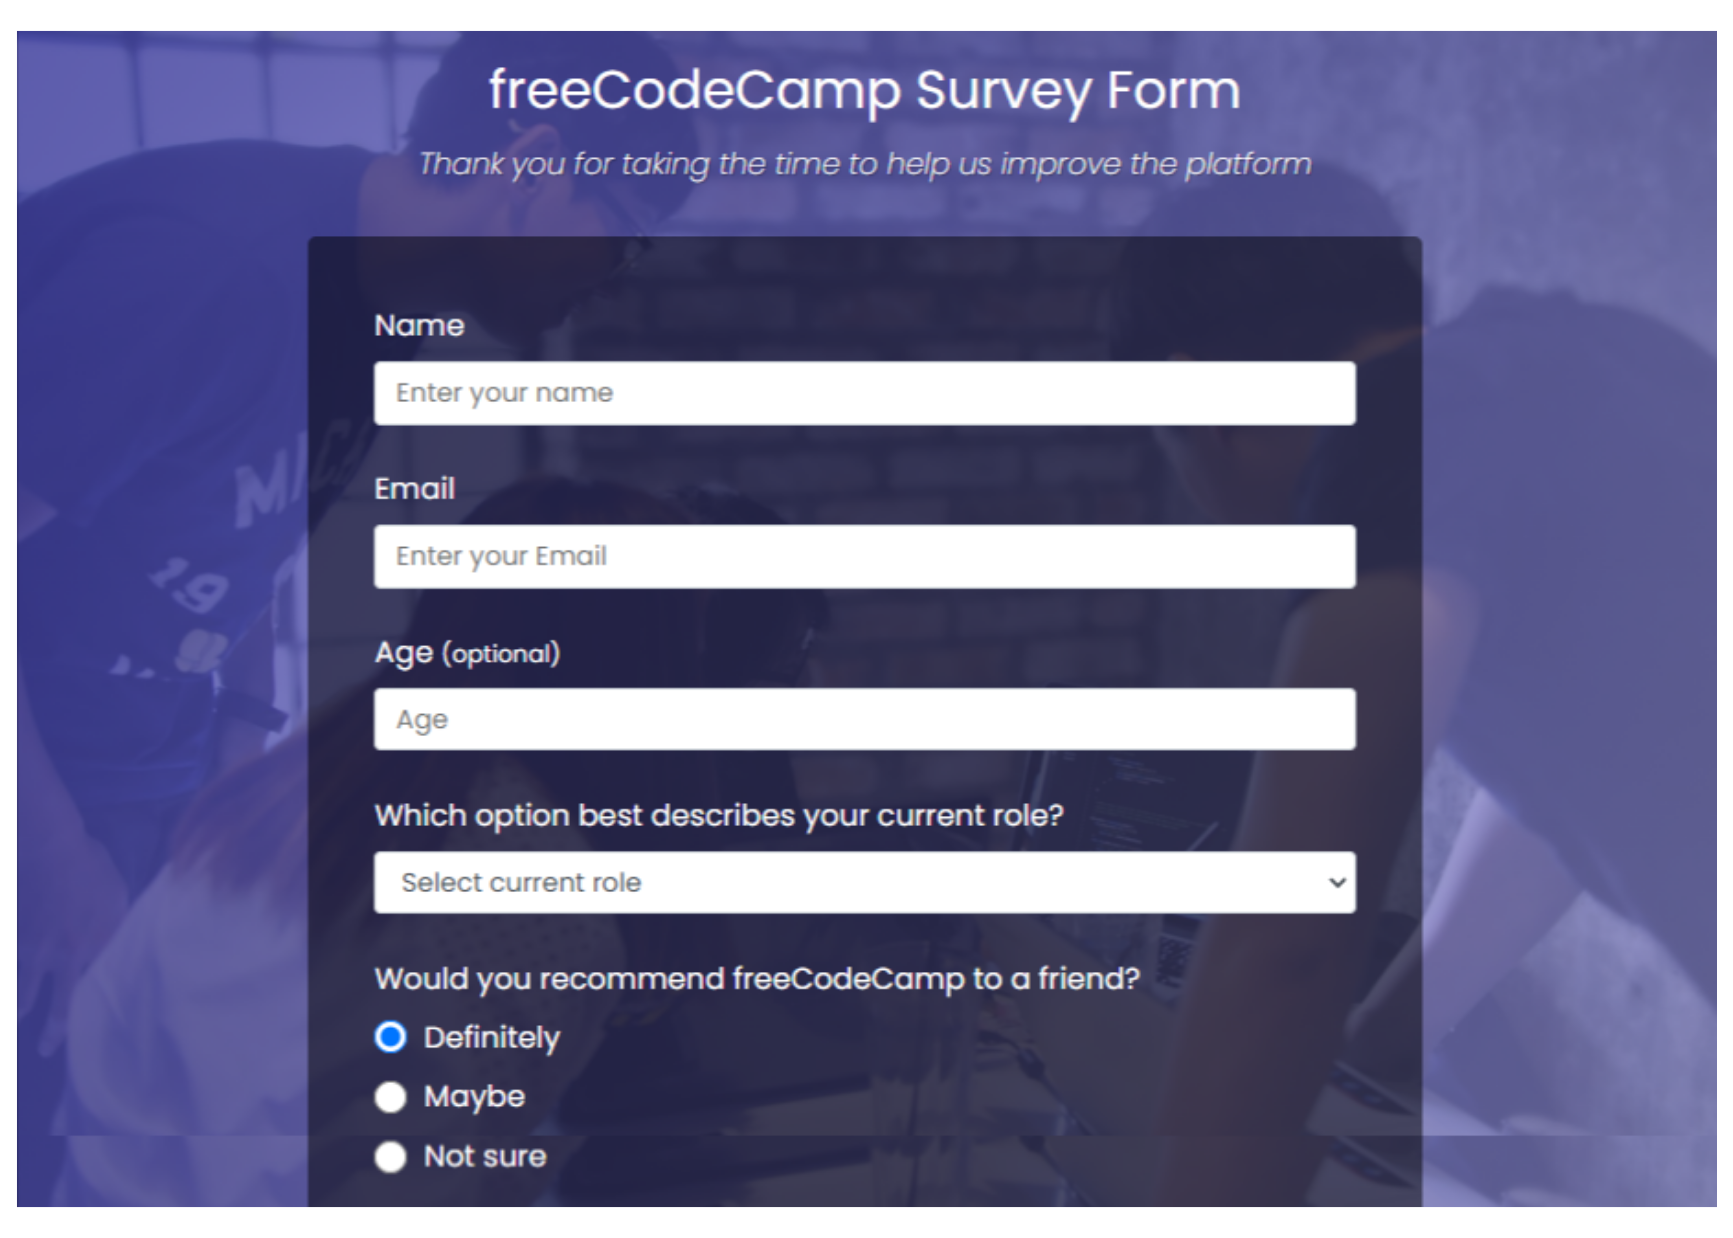 freeCodeCamp Survey Form
Thank you for taking the time to help us improve the platform
Name
Enter your name
Email
Enter your Email
Age (optional)
Age
Which option best describes your current role?
Select current role
Would you recommend freeCodeCamp to a friend?
Definitely
Maybe
Not sure
19